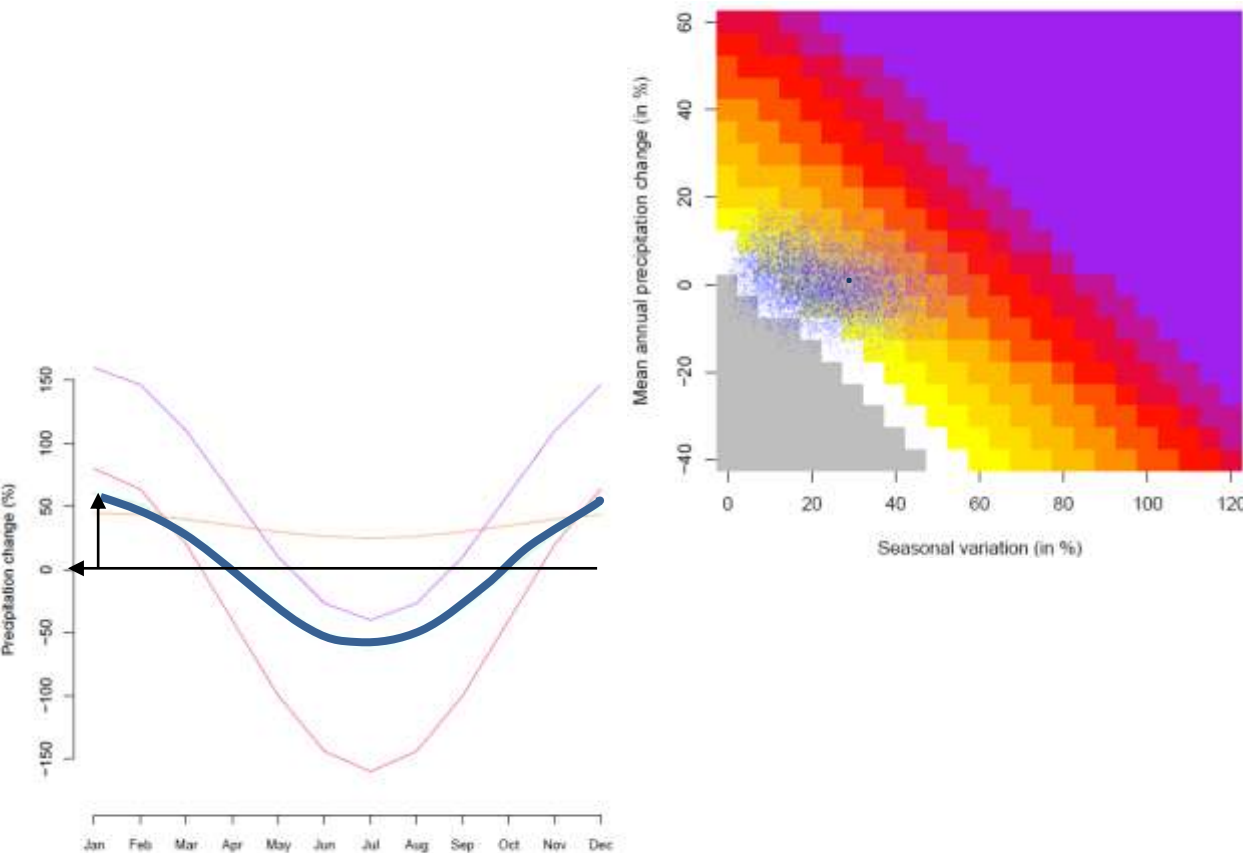 60
40
20
0
-20
-40
Mean annual precipitation change (in %)
0 20 40 60 80 100 120
Seasonal variation (in %)
150
100
50
0
-50
-100
-150
Precipitation change (%)
Jan Feb Mar Apr May Jun Jul Aug Sep Oct Nov Dec